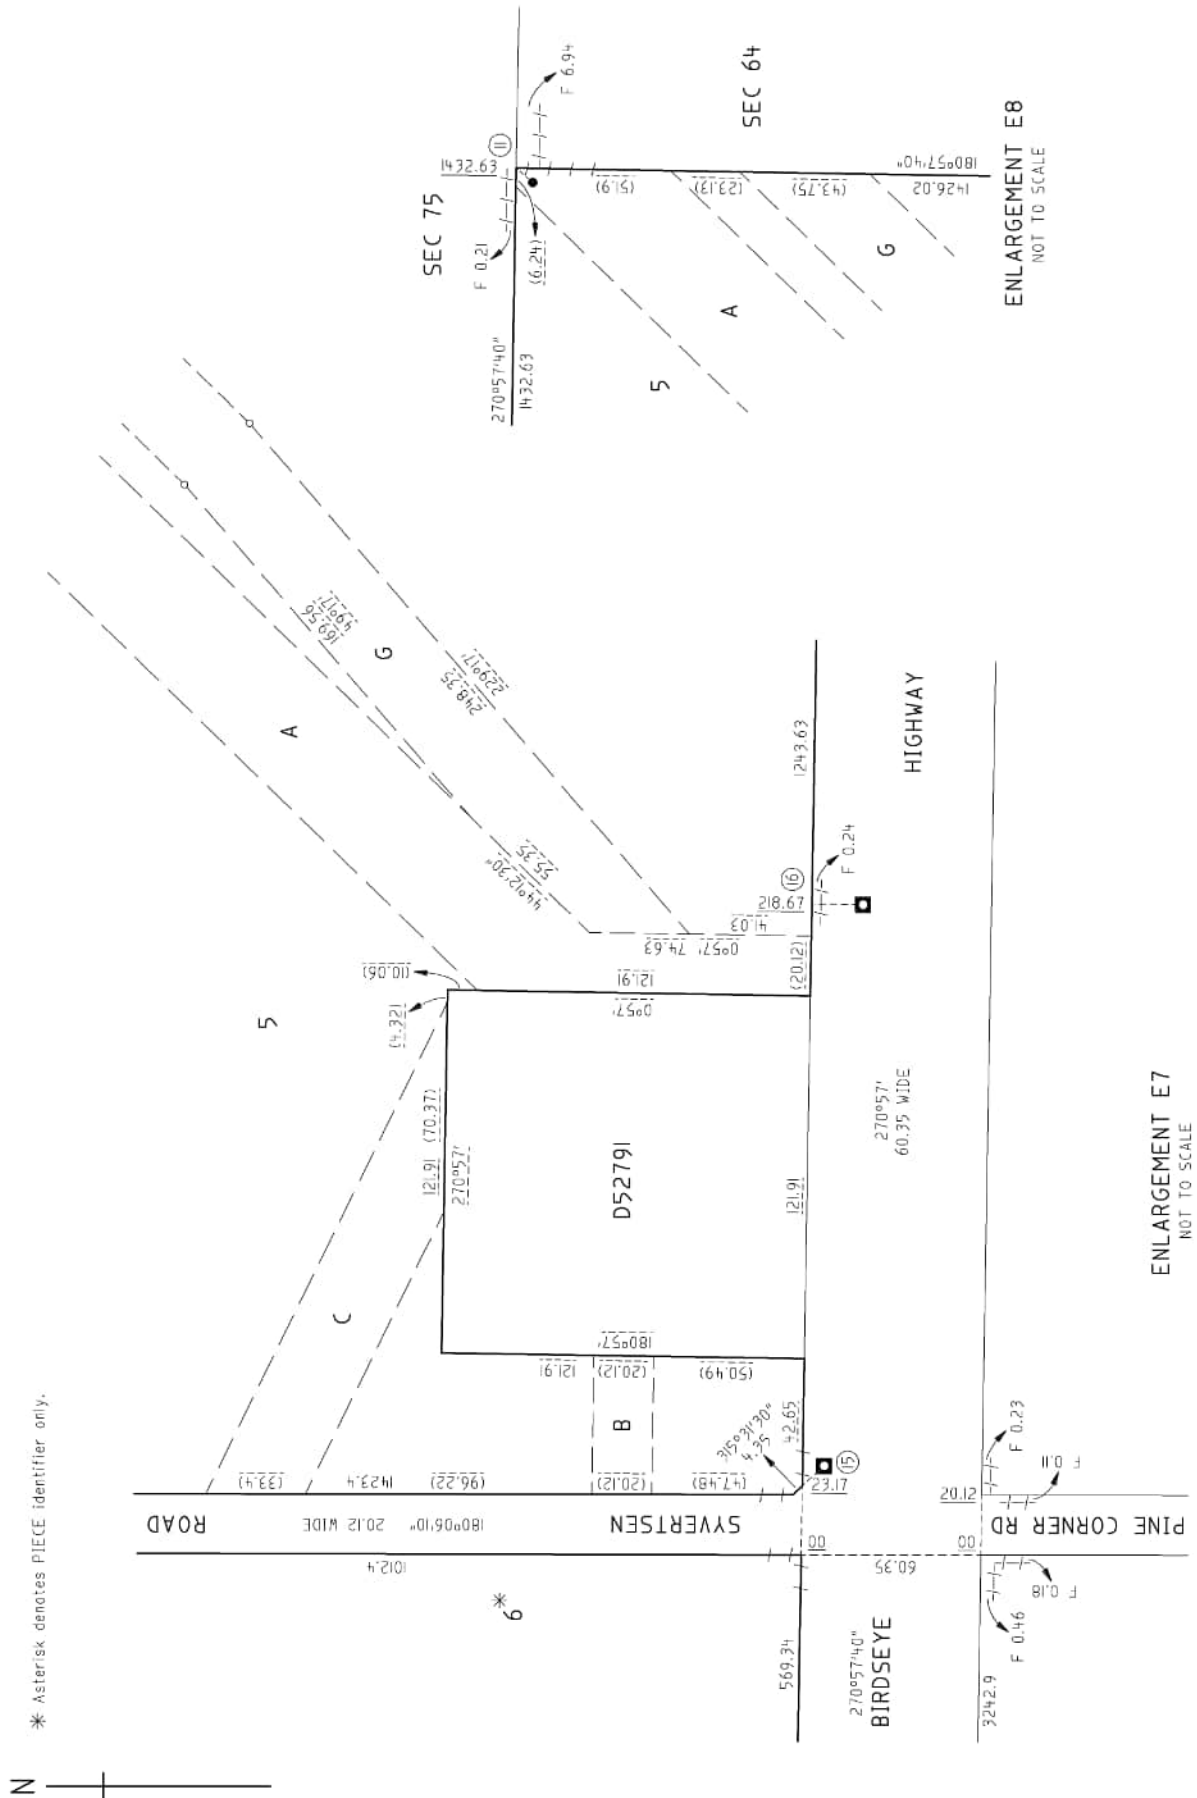 N
* Asterisk denotes PIECE identifier only.
SEC 75
SEC 64
1432.63
11
F 6.94
F 0.21
(6.24)
270°57'40"
1432.63
(51.9)
(23.13)
(43.75)
1426.02
180°57'40"
5
A
G
ENLARGEMENT E8
NOT TO SCALE
5
A
G
C
B
169.56
49°17'
248.35
229°17'
44°12'30"
55.35
(10.06)
(4.32)
121.91 (70.37)
270°57'
121.91
0°57'
74.63
0°57'
41.03
(20.12)
218.67
16
1243.63
F 0.24
D52791
180°57'
121.91
(20.12)
(50.49)
121.91
(33.4)
1423.4
(96.22)
(20.12)
(47.48)
315°31'30"
4.35
42.65
15
23.17
ROAD
180°06'10" 20.12 WIDE
SYVERTSEN
1012.4
* 6
00
60.35
00
20.12
569.34
270°57'40"
BIRDSEYE
270°57'
60.35 WIDE
HIGHWAY
3242.9
PINE CORNER RD
F 0.23
F 0.11
F 0.18
F 0.46
ENLARGEMENT E7
NOT TO SCALE